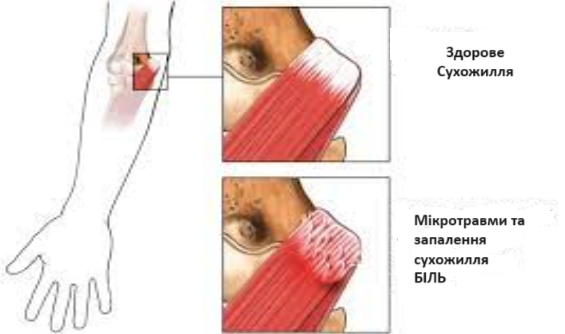 Здорове
Сухожилля
Мікротравми та
запалення
сухожилля
БІЛЬ